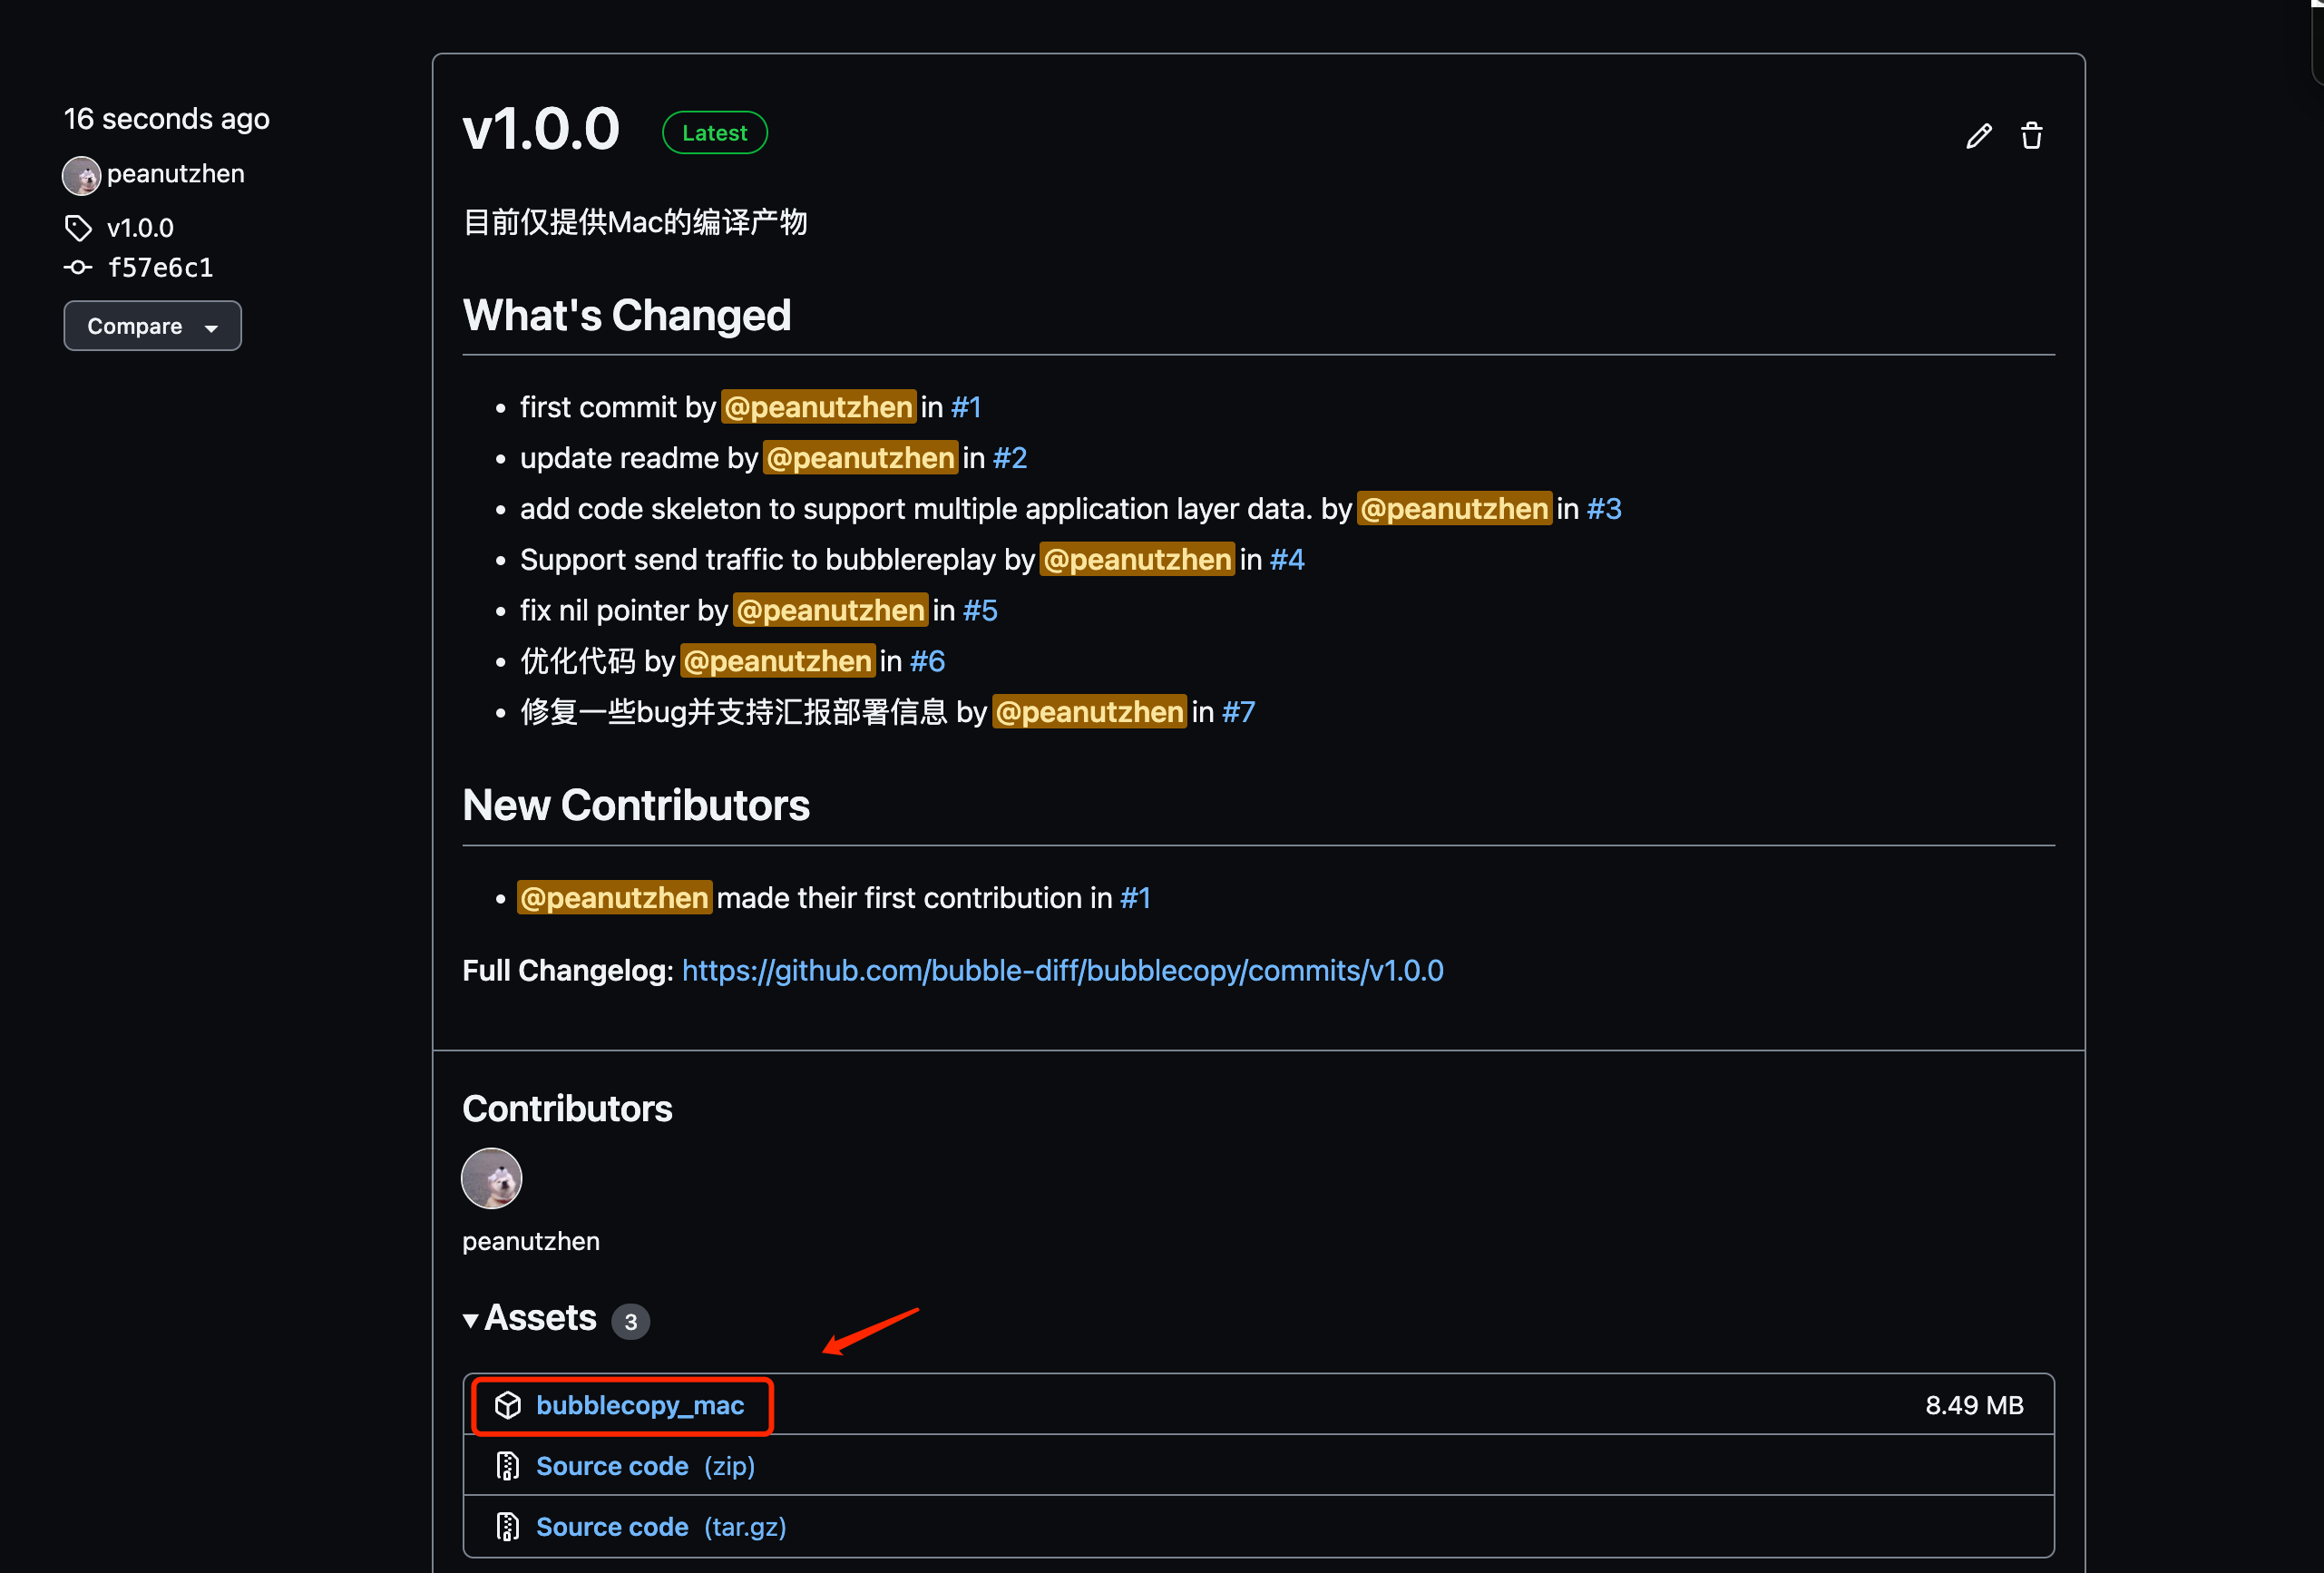 16 seconds ago
peanutzhen
v1.0.0
f57e6c1
Compare
v1.0.0 Latest
目前仅提供Mac的编译产物
What's Changed
first commit by @peanutzhen in #1
update readme by @peanutzhen in #2
add code skeleton to support multiple application layer data. by @peanutzhen in #3
Support send traffic to bubblereplay by @peanutzhen in #4
fix nil pointer by @peanutzhen in #5
优化代码 by @peanutzhen in #6
修复一些bug并支持汇报部署信息 by @peanutzhen in #7
New Contributors
@peanutzhen made their first contribution in #1
Full Changelog: https://github.com/bubble-diff/bubblecopy/commits/v1.0.0
Contributors
peanutzhen
Assets 3
bubblecopy_mac 8.49 MB
Source code (zip)
Source code (tar.gz)